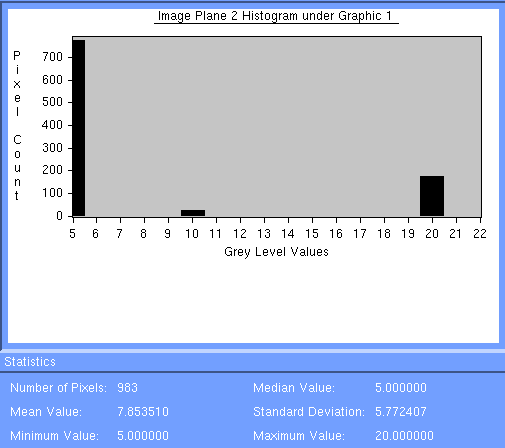 Image Plane 2 Histogram under Graphic 1
Pixel Count
700
600
500
400
300
200
100
0
5 6 7 8 9 10 11 12 13 14 15 16 17 18 19 20 21 22
Grey Level Values
Statistics
Number of Pixels: 983 Median Value: 5.000000
Mean Value: 7.853510 Standard Deviation: 5.772407
Minimum Value: 5.000000 Maximum Value: 20.000000